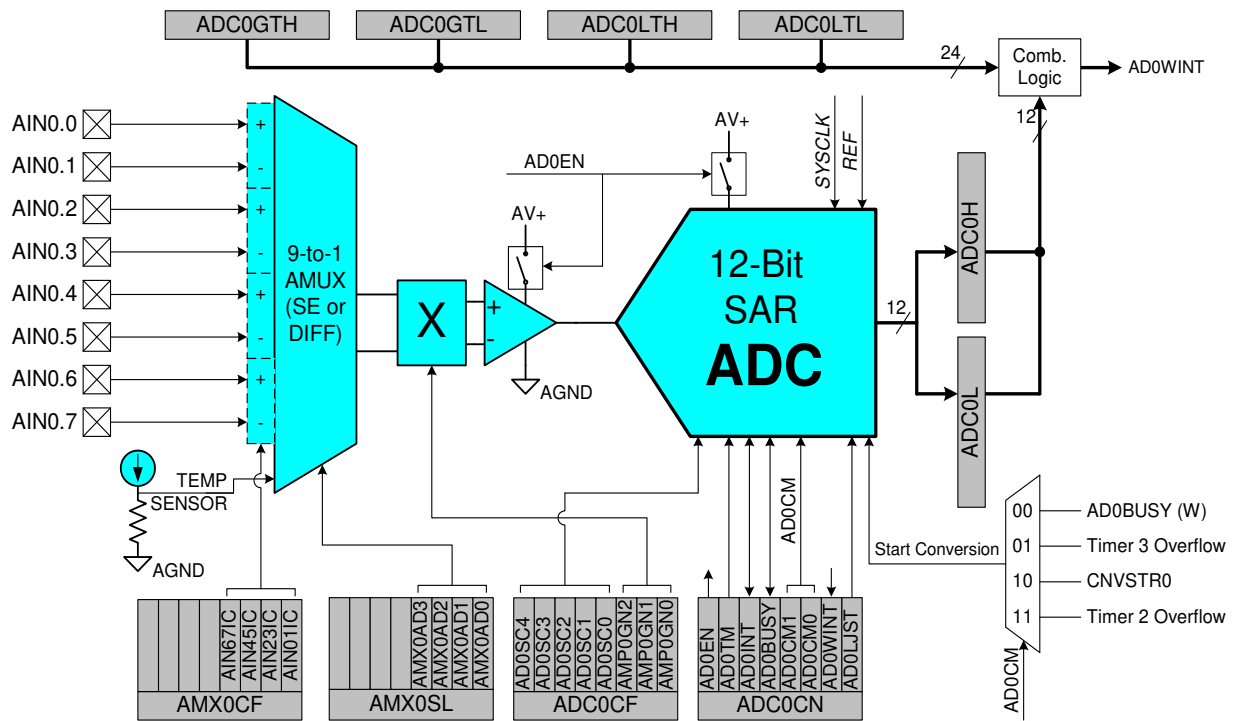 ADC0GTH
ADC0GTL
ADC0LTH
ADC0LTL
24
Comb.
Logic
AD0WINT
12
AIN0.0
AIN0.1
AIN0.2
AIN0.3
AIN0.4
AIN0.5
AIN0.6
AIN0.7
+
-
+
-
+
-
+
-
9-to-1
AMUX
(SE or
DIFF)
TEMP
SENSOR
AGND
X
+
-
AV+
AGND
AD0EN
AV+
SYSCLK
REF
12-Bit
SAR
ADC
12
ADC0H
ADC0L
Start Conversion
00
01
10
11
AD0BUSY (W)
Timer 3 Overflow
CNVSTR0
Timer 2 Overflow
AD0CM
AD0CM
AIN67IC
AIN45IC
AIN23IC
AIN01IC
AMX0CF
AMX0AD3
AMX0AD2
AMX0AD1
AMX0AD0
AMX0SL
AD0SC4
AD0SC3
AD0SC2
AD0SC1
AD0SC0
AMP0GN2
AMP0GN1
AMP0GN0
ADC0CF
AD0EN
AD0TM
AD0INT
AD0BUSY
AD0CM1
AD0CM0
AD0WINT
AD0LJST
ADC0CN